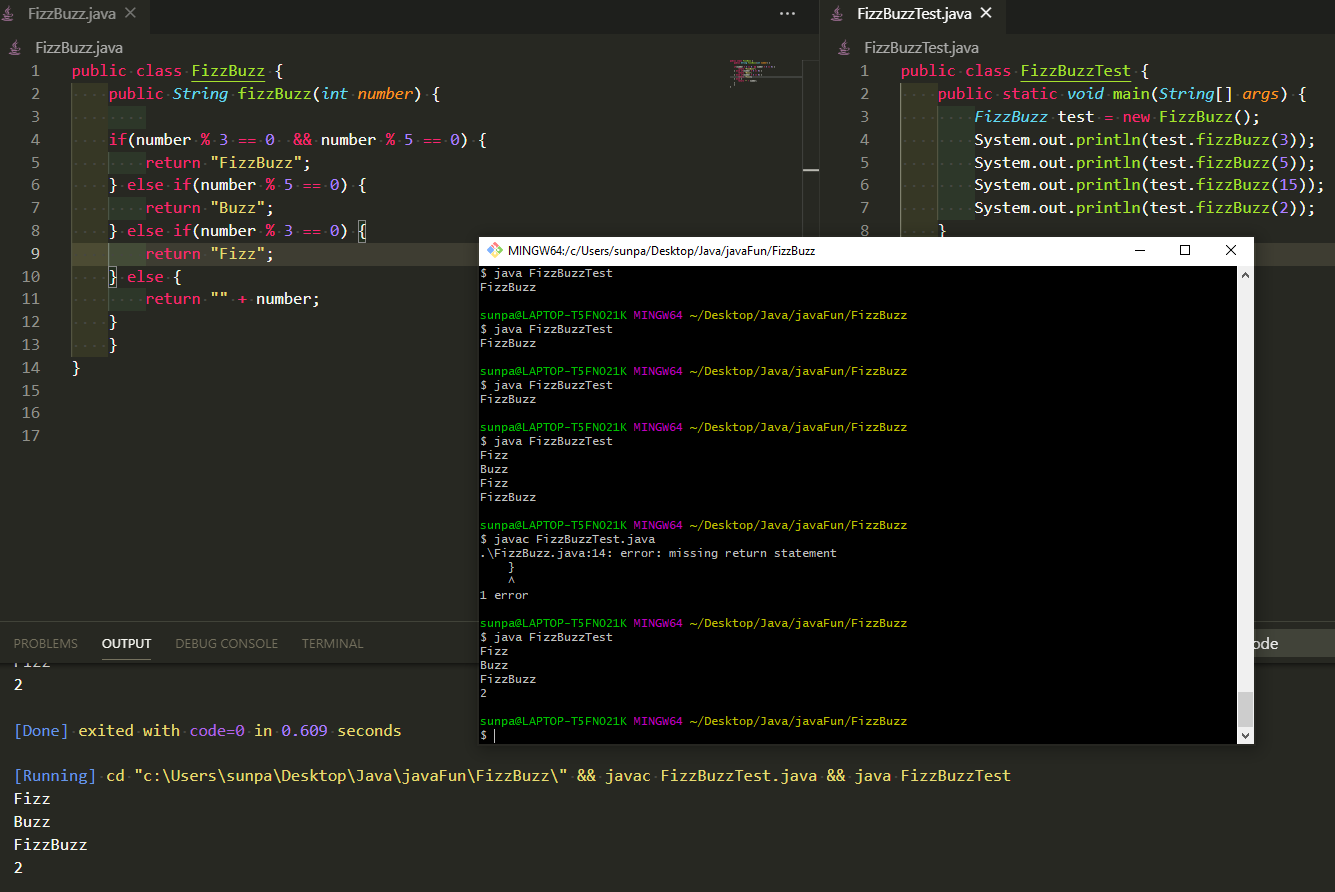 FizzBuzz.java
FizzBuzz.java
1 public class FizzBuzz {
2 public String fizzBuzz(int number) {
3
4 if(number % 3 == 0 && number % 5 == 0) {
5 return "FizzBuzz";
6 } else if(number % 5 == 0) {
7 return "Buzz";
8 } else if(number % 3 == 0) {
9 return "Fizz";
10 } else {
11 return "" + number;
12 }
13 }
14 }
15
16
17
FizzBuzzTest.java
FizzBuzzTest.java
1 public class FizzBuzzTest {
2 public static void main(String[] args) {
3 FizzBuzz test = new FizzBuzz();
4 System.out.println(test.fizzBuzz(3));
5 System.out.println(test.fizzBuzz(5));
6 System.out.println(test.fizzBuzz(15));
7 System.out.println(test.fizzBuzz(2));
8 }
MINGW64:/c/Users/sunpa/Desktop/Java/javaFun/FizzBuzz
$ java FizzBuzzTest
FizzBuzz
sunpa@LAPTOP-T5FNO21K MINGW64 ~/Desktop/Java/javaFun/FizzBuzz
$ java FizzBuzzTest
FizzBuzz
sunpa@LAPTOP-T5FNO21K MINGW64 ~/Desktop/Java/javaFun/FizzBuzz
$ java FizzBuzzTest
FizzBuzz
sunpa@LAPTOP-T5FNO21K MINGW64 ~/Desktop/Java/javaFun/FizzBuzz
$ java FizzBuzzTest
Fizz
Buzz
Fizz
FizzBuzz
sunpa@LAPTOP-T5FNO21K MINGW64 ~/Desktop/Java/javaFun/FizzBuzz
$ javac FizzBuzzTest.java
.\FizzBuzz.java:14: error: missing return statement
}
^
1 error
sunpa@LAPTOP-T5FNO21K MINGW64 ~/Desktop/Java/javaFun/FizzBuzz
$ java FizzBuzzTest
Fizz
Buzz
FizzBuzz
2
sunpa@LAPTOP-T5FNO21K MINGW64 ~/Desktop/Java/javaFun/FizzBuzz
$
PROBLEMS OUTPUT DEBUG CONSOLE TERMINAL
ode
Fizz
2
[Done] exited with code=0 in 0.609 seconds
[Running] cd "c:\Users\sunpa\Desktop\Java\javaFun\FizzBuzz\" && javac FizzBuzzTest.java && java FizzBuzzTest
Fizz
Buzz
FizzBuzz
2